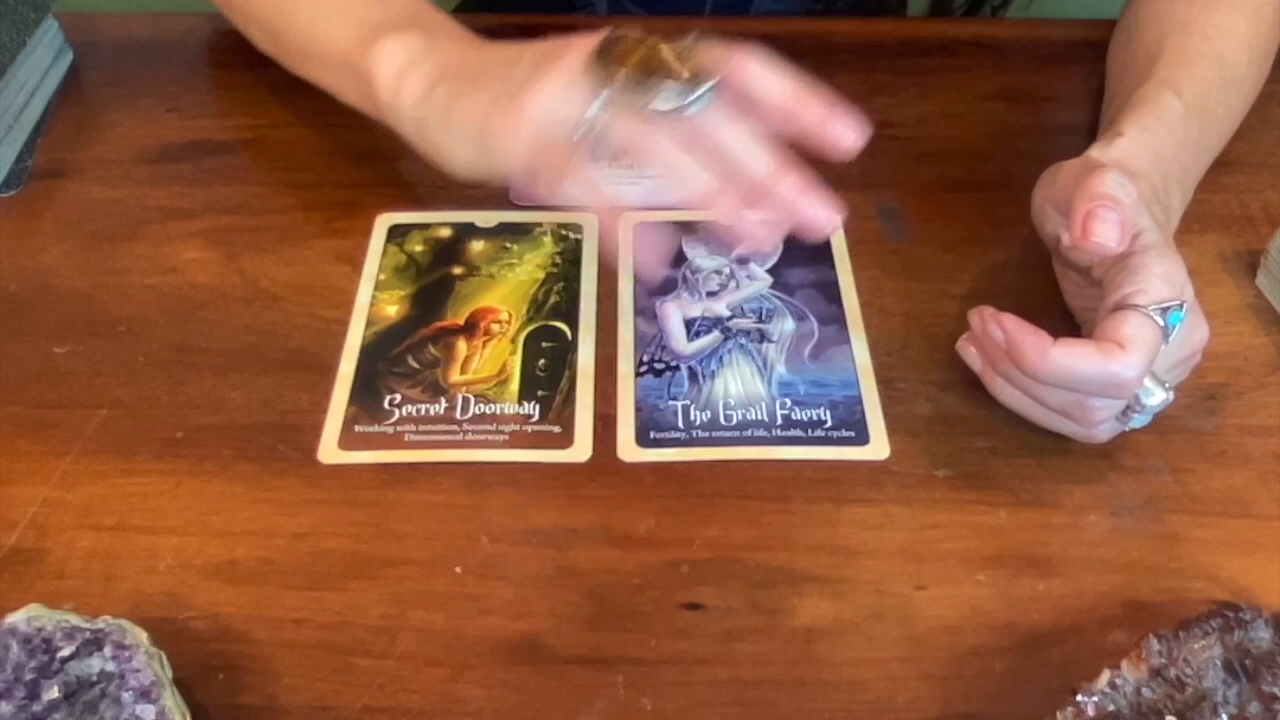 Secret Doorway
Working with intuition, Second sight opening,
Dimensional doorways
The Grail Faery
Fertility, The return of life, Health, Life cycles